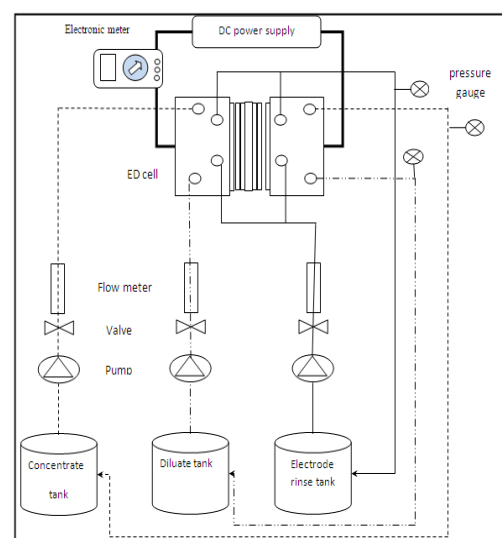 Electronic meter
DC power supply
pressure
gauge
ED cell
Flow meter
Valve
Pump
Concentrate
tank
Diluate tank
Electrode
rinse tank